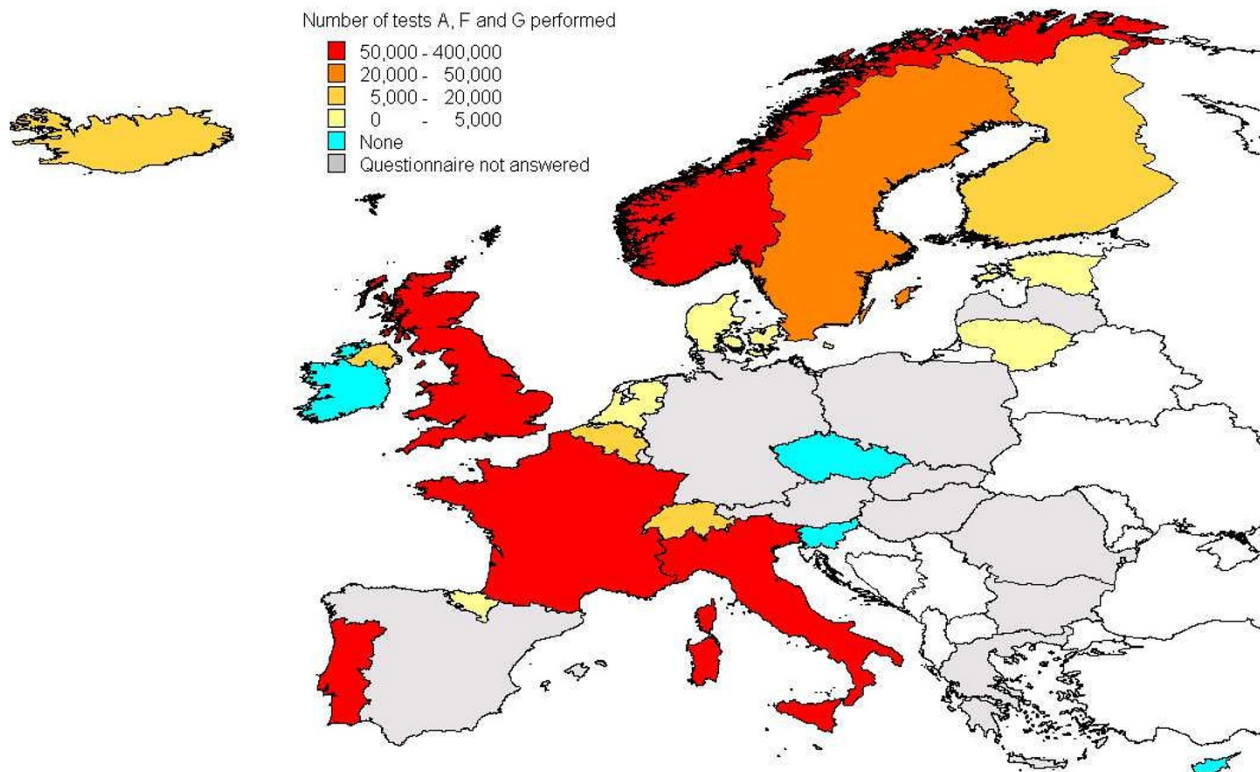 Number of tests A, F and G performed
50,000 - 400,000
20,000 - 50,000
5,000 - 20,000
0 - 5,000
None
Questionnaire not answered